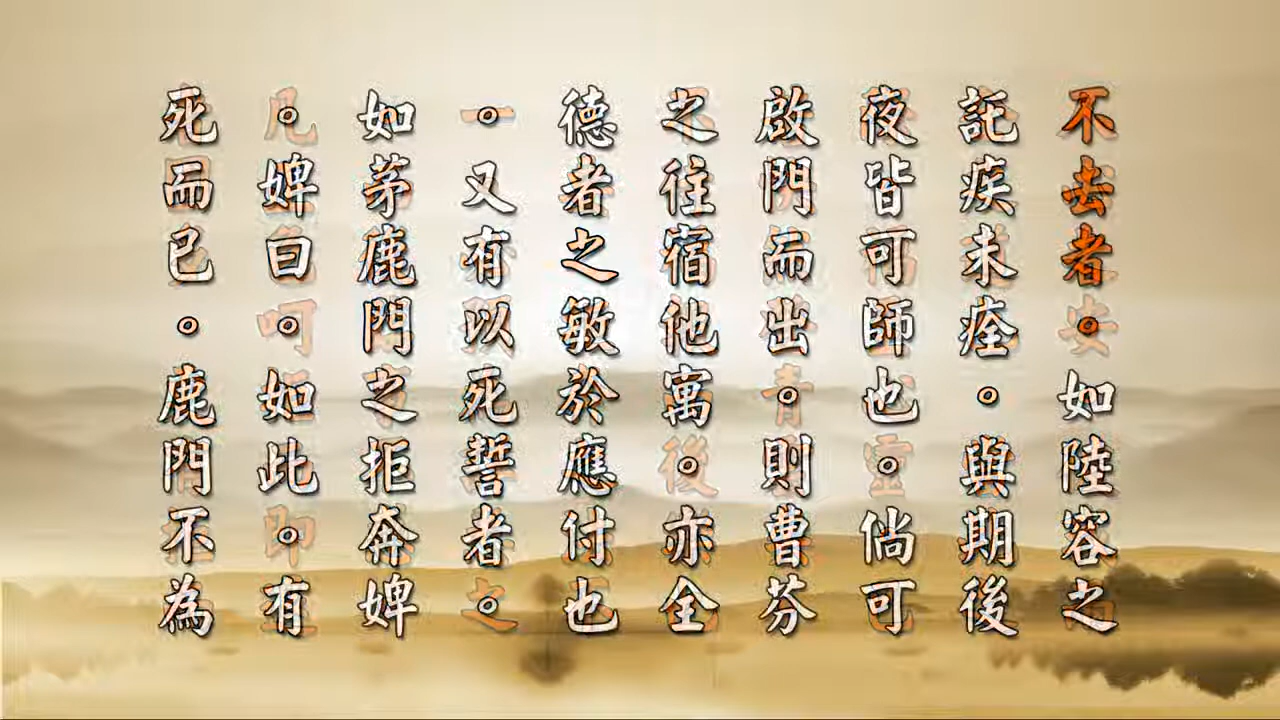 不去者。如陸容之
託疾未痊。與期後
夜皆可師也。倘可
啟門而出。則曹芬
之往宿他寓。亦全
德者之敏於應付也
。又有以死誓者。
如茅鹿門之拒奔婢
。婢曰。如此。有
死而已。鹿門不為